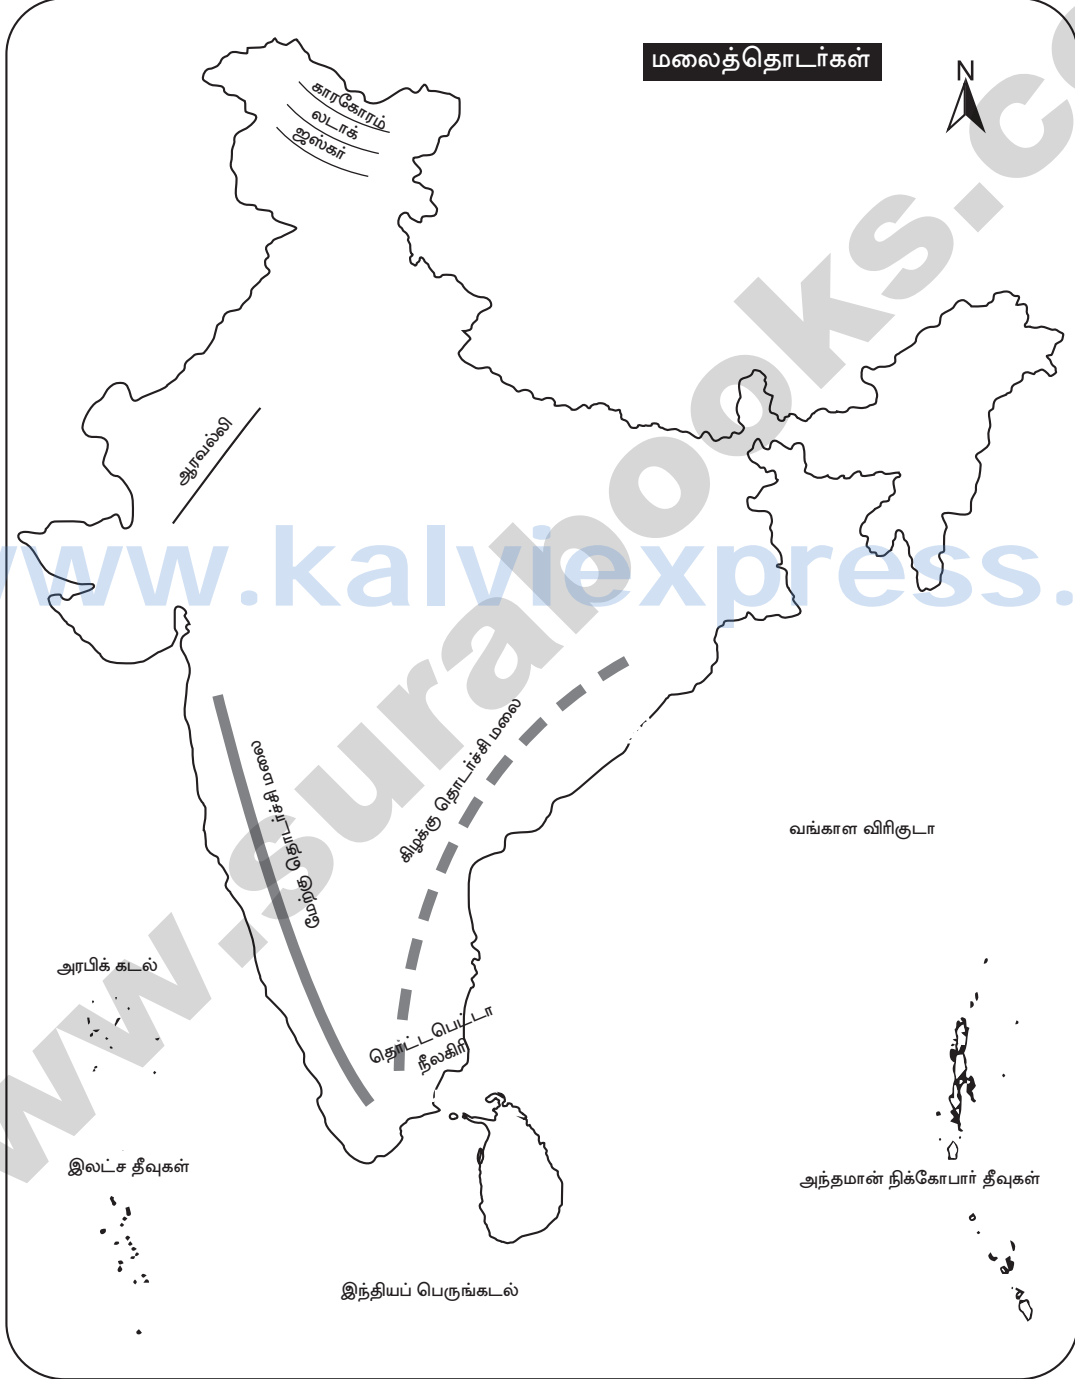 மலைத்தொடர்கள்
N
காரகோரம்
லடாக்
ஜஸ்கர்
ஆரவல்லி
www.kalviexpress.
www.surabooks.co
மேற்கு தொடர்ச்சி மலை
கிழக்கு தொடர்ச்சி மலை
வங்காள விரிகுடா
அரபிக் கடல்
தொட்டபெட்டா
நீலகிரி
இலட்ச தீவுகள்
அந்தமான் நிக்கோபார் தீவுகள்
இந்தியப் பெருங்கடல்